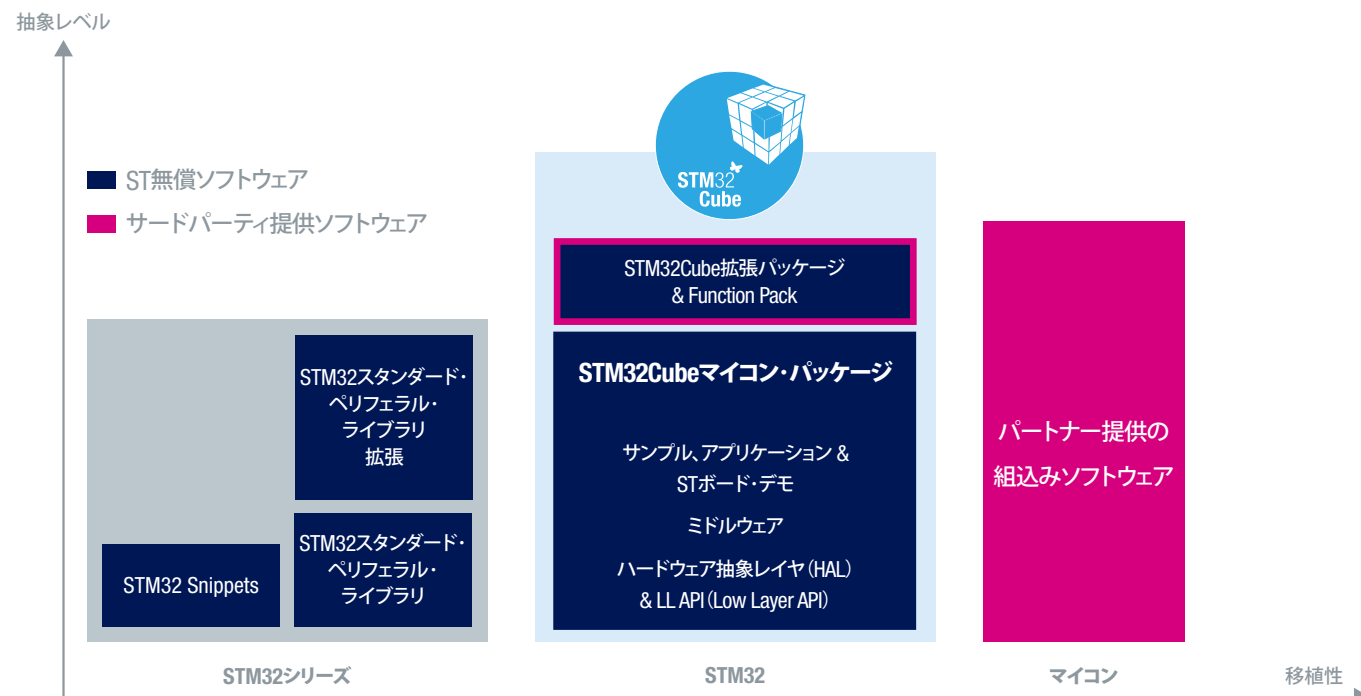 抽象レベル
ST無償ソフトウェア
サードパーティ提供ソフトウェア
STM32スタンダード・
ペリフェラル・
ライブラリ
拡張
STM32 Snippets
STM32スタンダード・
ペリフェラル・
ライブラリ
STM32シリーズ
STM32
Cube
STM32Cube拡張パッケージ
& Function Pack
STM32Cubeマイコン・パッケージ
サンプル、アプリケーション &
STボード・デモ
ミドルウェア
ハードウェア抽象レイヤ（HAL）
& LL API（Low Layer API）
STM32
パートナー提供の
組込みソフトウェア
マイコン
移植性